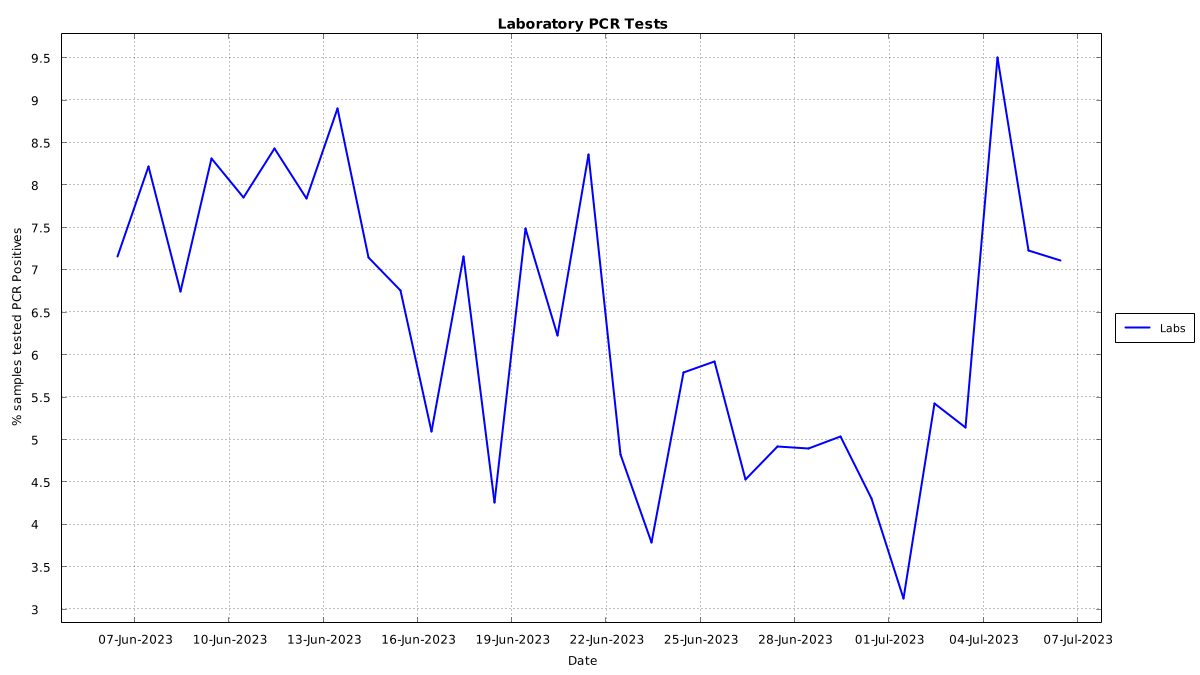 Laboratory PCR Tests
% samples tested PCR Positives
9.5
9
8.5
8
7.5
7
6.5
6
5.5
5
4.5
4
3.5
3
07-Jun-2023 10-Jun-2023 13-Jun-2023 16-Jun-2023 19-Jun-2023 22-Jun-2023 25-Jun-2023 28-Jun-2023 01-Jul-2023 04-Jul-2023 07-Jul-2023
Date
Labs